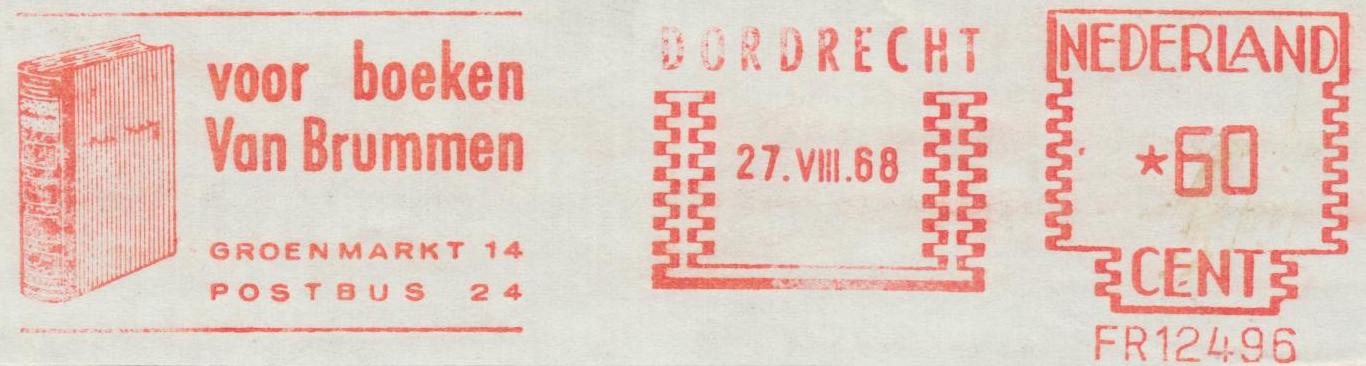 voor boeken
Van Brummen
GROENMARKT 14
POSTBUS 24
DORDRECHT
27.VIII.68
NEDERLAND
*60
CENT
FR12496